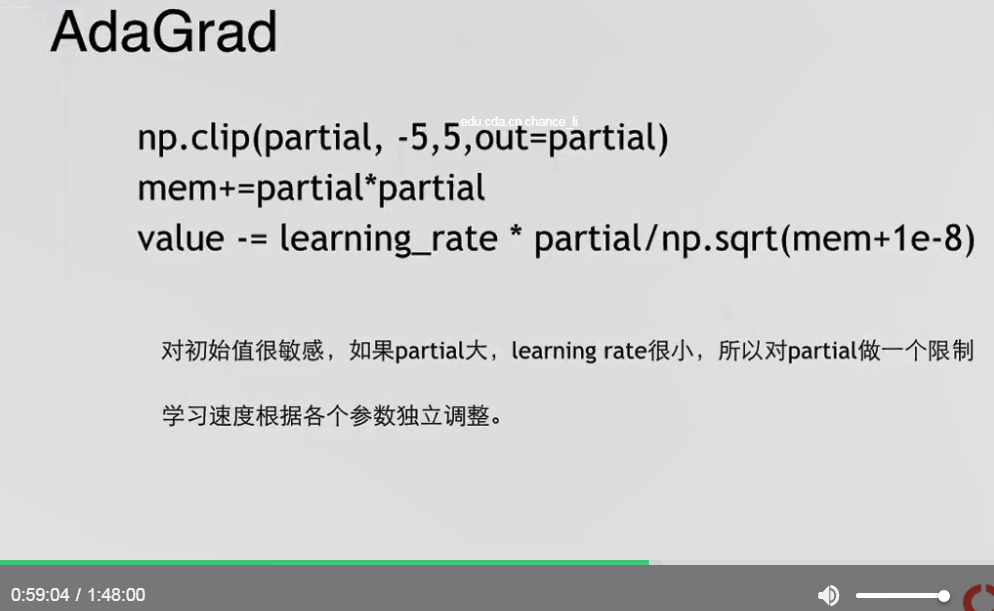 AdaGrad
edu.cda.cn chance_li
np.clip(partial, -5,5,out=partial)
mem+=partial*partial
value -= learning_rate * partial/np.sqrt(mem+1e-8)
对初始值很敏感，如果partial大，learning rate很小，所以对partial做一个限制
学习速度根据各个参数独立调整。
0:59:04 / 1:48:00